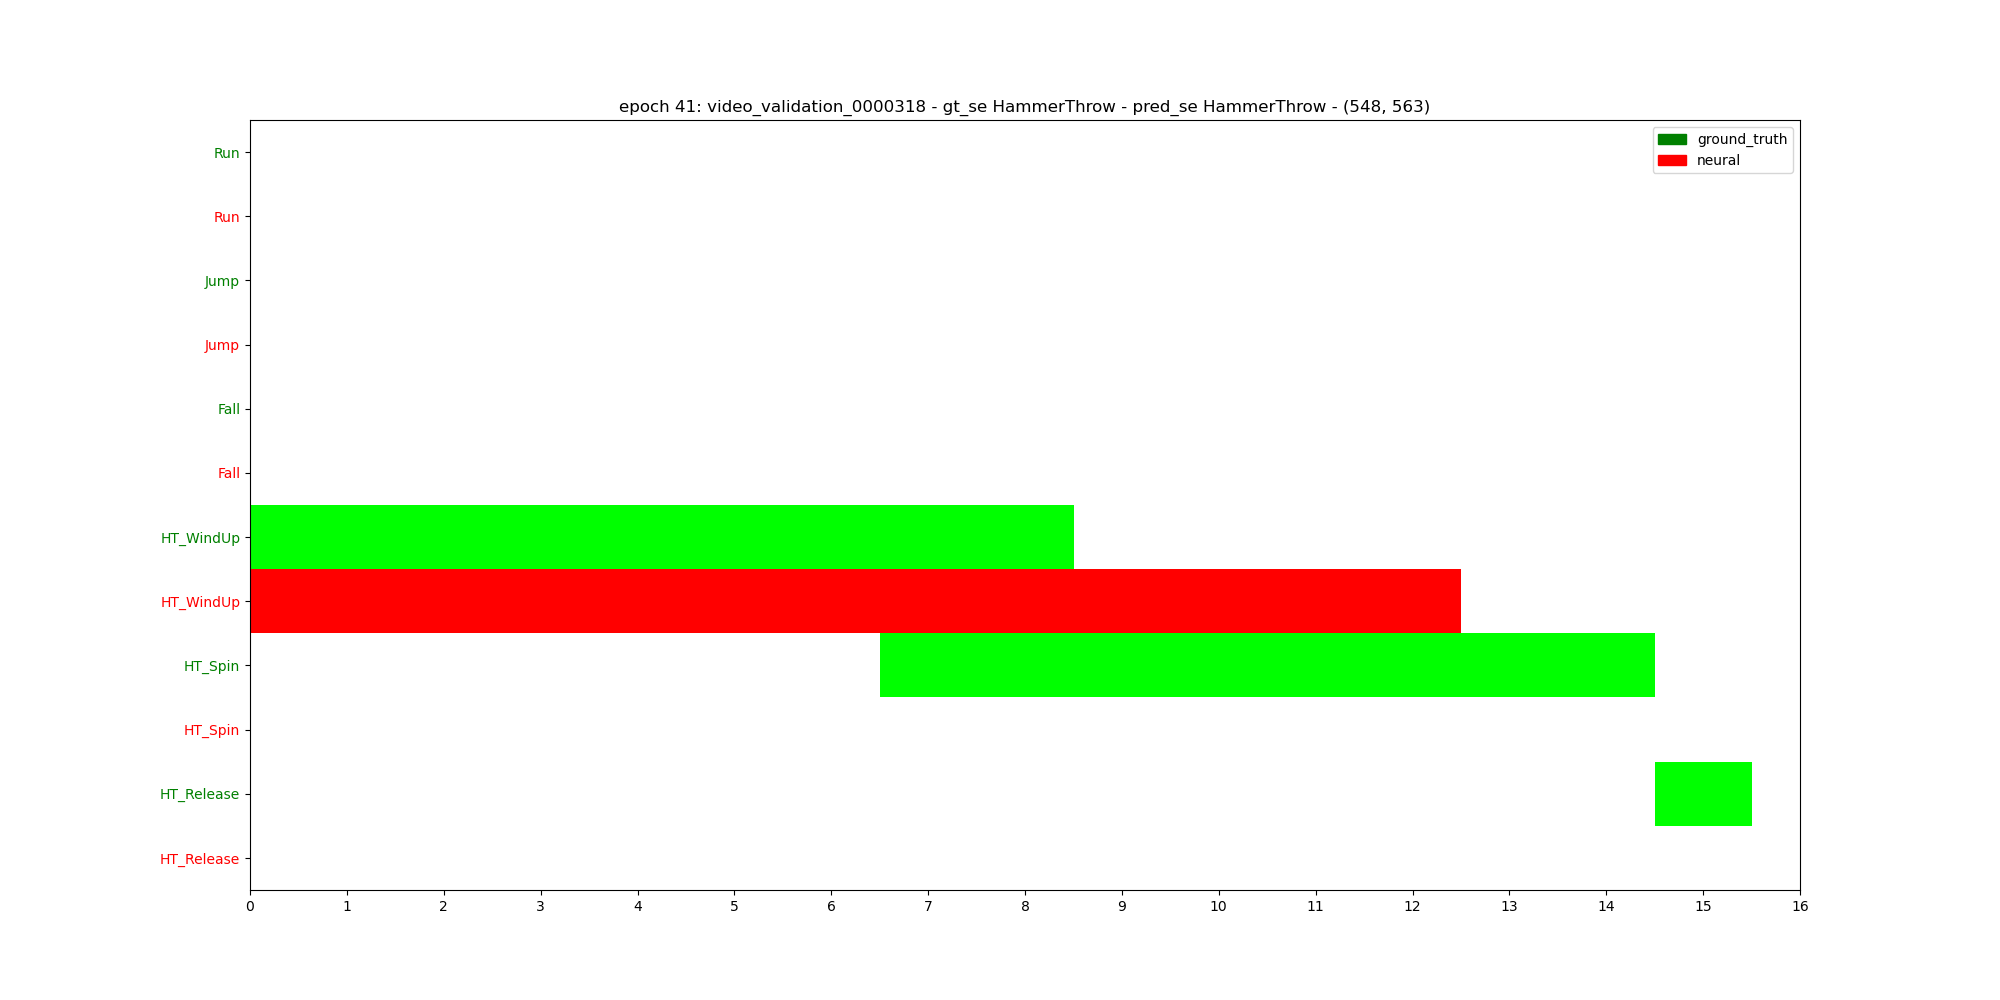 epoch 41: video_validation_0000318 - gt_se HammerThrow - pred_se HammerThrow - (548, 563)
ground_truth
neural
Run
Run
Jump
Jump
Fall
Fall
HT_WindUp
HT_WindUp
HT_Spin
HT_Spin
HT_Release
HT_Release
0 1 2 3 4 5 6 7 8 9 10 11 12 13 14 15 16